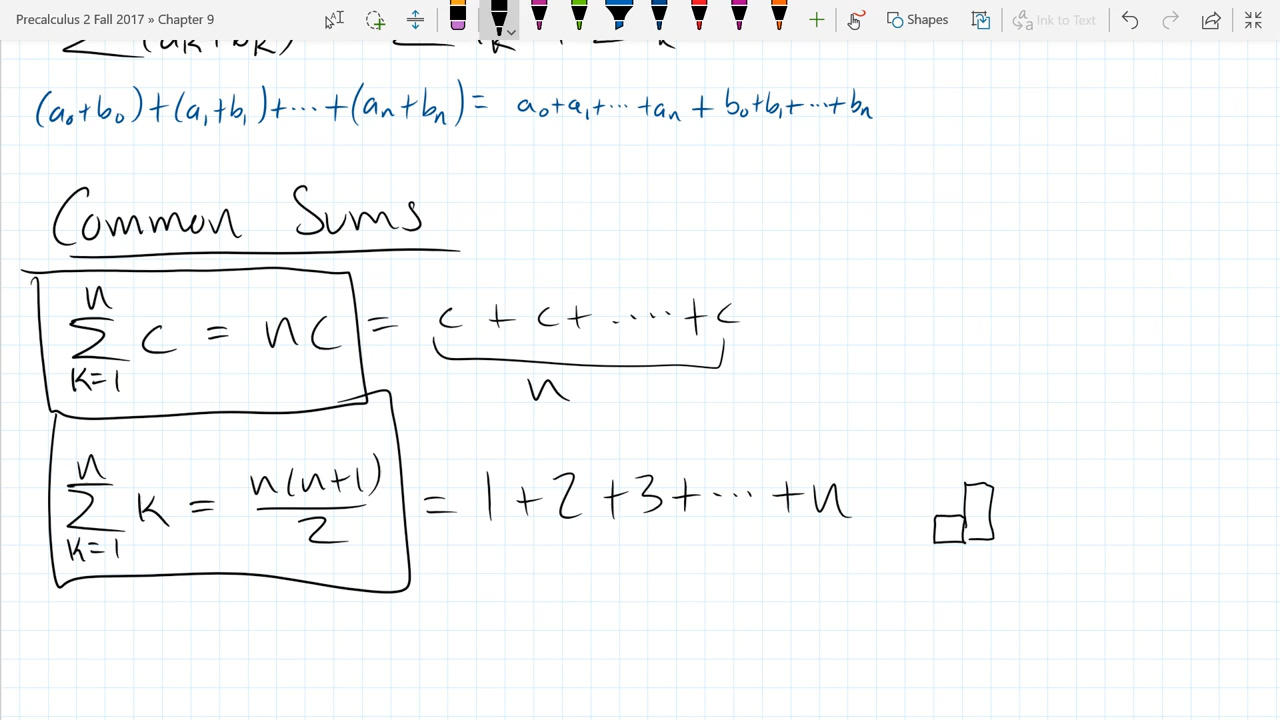 Precalculus 2 Fall 2017 » Chapter 9
Shapes
Ink to Text
(a₀+b₀)+(a₁+b₁)+⋯+(aₙ+bₙ)= a₀+a₁+⋯+aₙ + b₀+b₁+⋯+bₙ
Common Sums
n
∑ c = nc = c + c + ⋯ + c
k=1
n
n
∑ k = n(n+1)/2 = 1+2+3+⋯+n
k=1